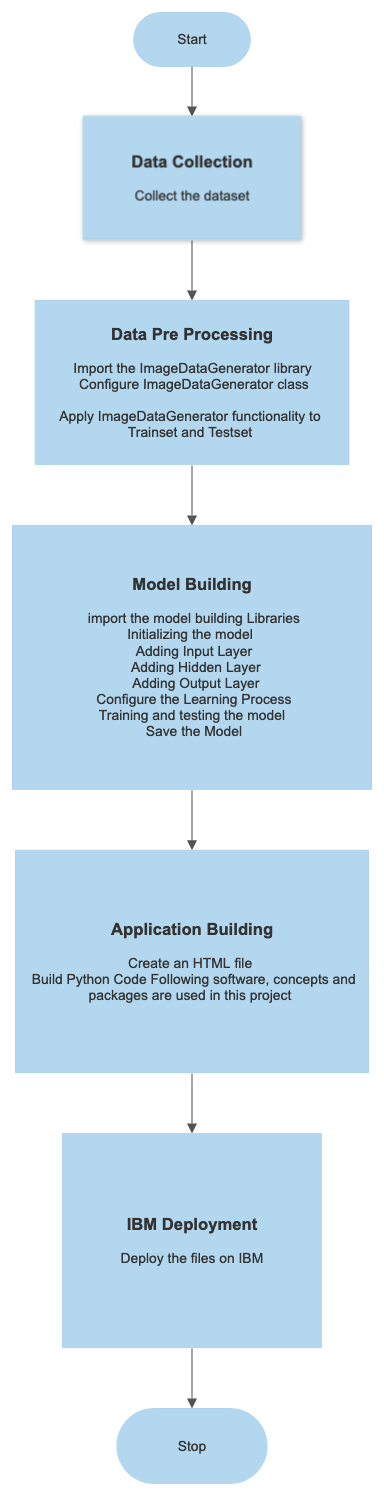 Start
Data Collection
Collect the dataset
Data Pre Processing
Import the ImageDataGenerator library
Configure ImageDataGenerator class
Apply ImageDataGenerator functionality to
Trainset and Testset
Model Building
import the model building Libraries
Initializing the model
Adding Input Layer
Adding Hidden Layer
Adding Output Layer
Configure the Learning Process
Training and testing the model
Save the Model
Application Building
Create an HTML file
Build Python Code Following software, concepts and
packages are used in this project
IBM Deployment
Deploy the files on IBM
Stop